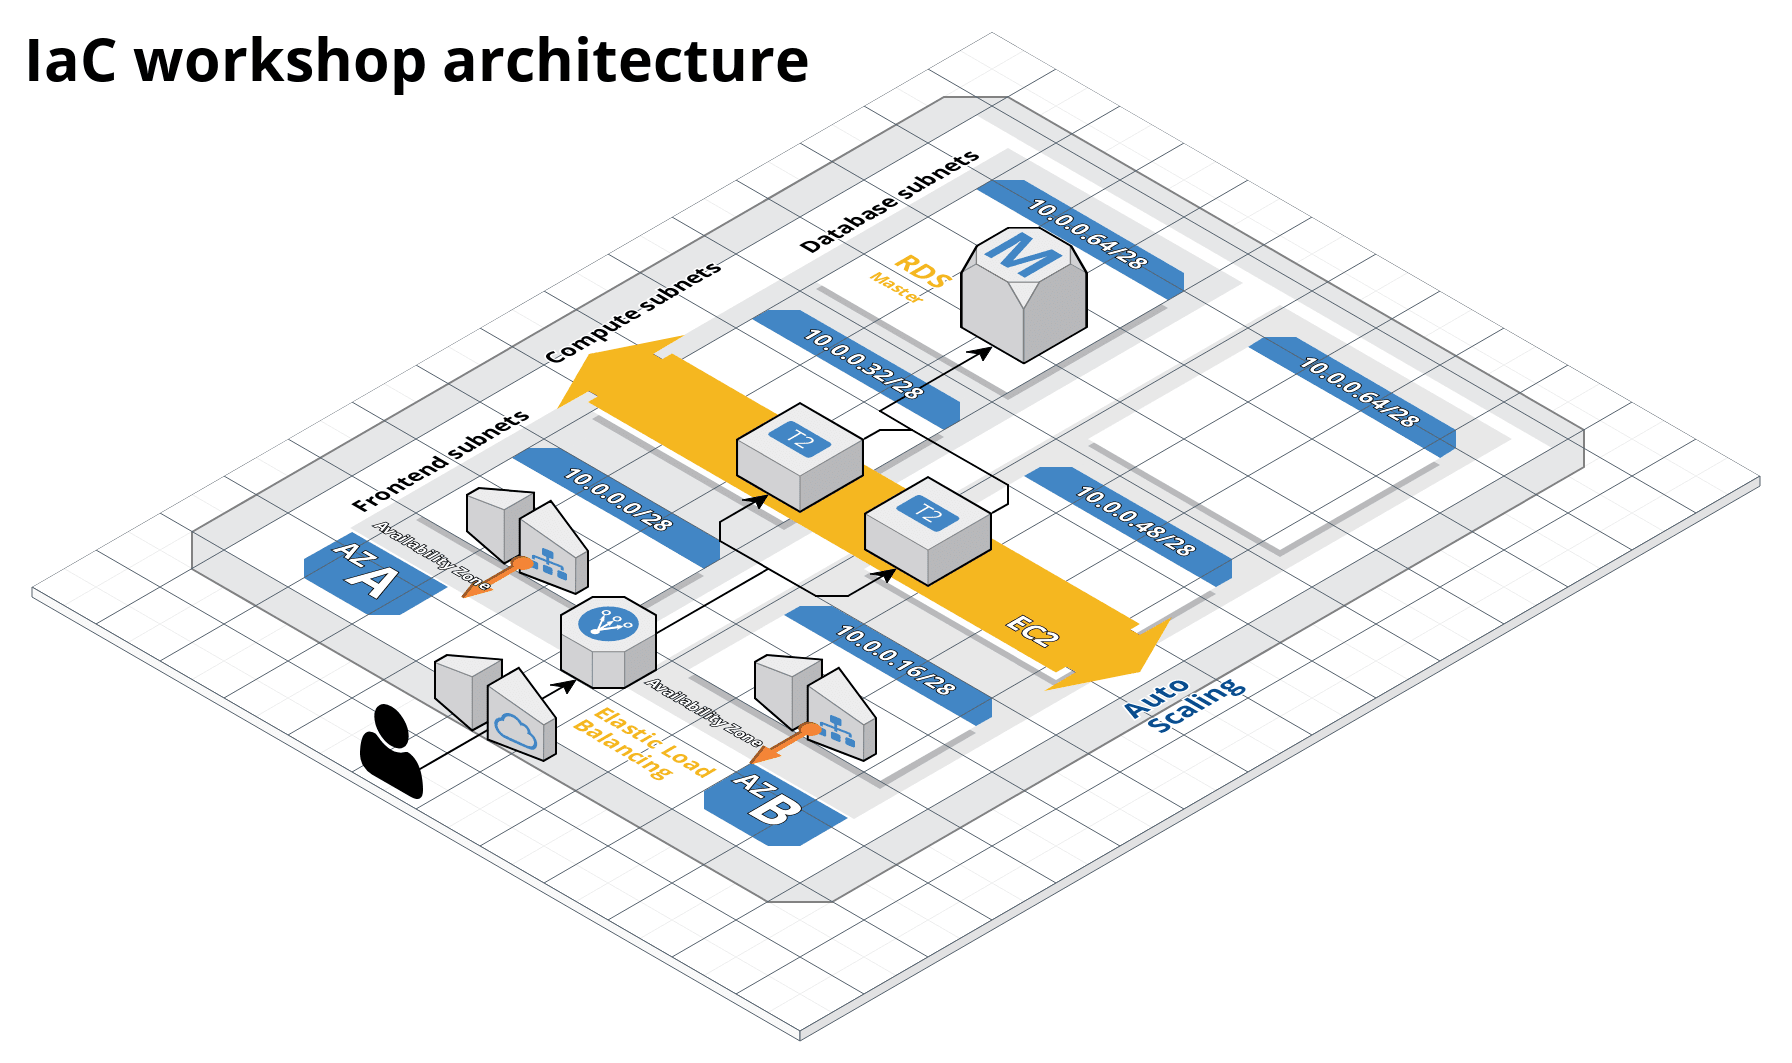 IaC workshop architecture
Database subnets
10.0.0.64/28
M
RDS
Master
Compute subnets
10.0.0.32/28
10.0.0.64/28
T2
Frontend subnets
10.0.0.0/28
T2
10.0.0.48/28
Availability Zone
AZ
A
EC2
10.0.0.16/28
Availability Zone
Auto
Scaling
Elastic Load
Balancing
AZ
B